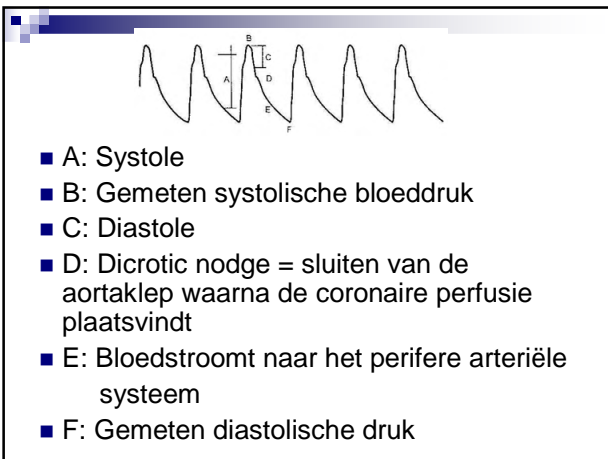 B
C
A
D
E
F
A: Systole
B: Gemeten systolische bloeddruk
C: Diastole
D: Dicrotic nodge = sluiten van de
aortaklep waarna de coronaire perfusie
plaatsvindt
E: Bloedstroomt naar het perifere arteriële
systeem
F: Gemeten diastolische druk